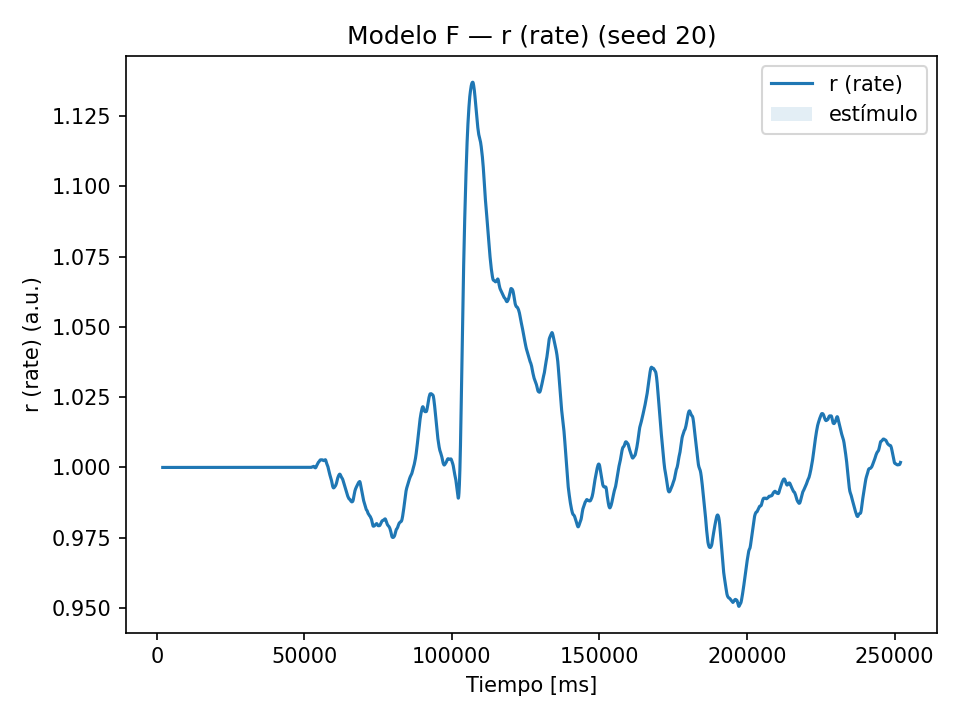 Modelo F — r (rate) (seed 20)
r (rate)
estímulo
1.125
1.100
1.075
1.050
1.025
1.000
0.975
0.950
r (rate) (a.u.)
0 50000 100000 150000 200000 250000
Tiempo [ms]